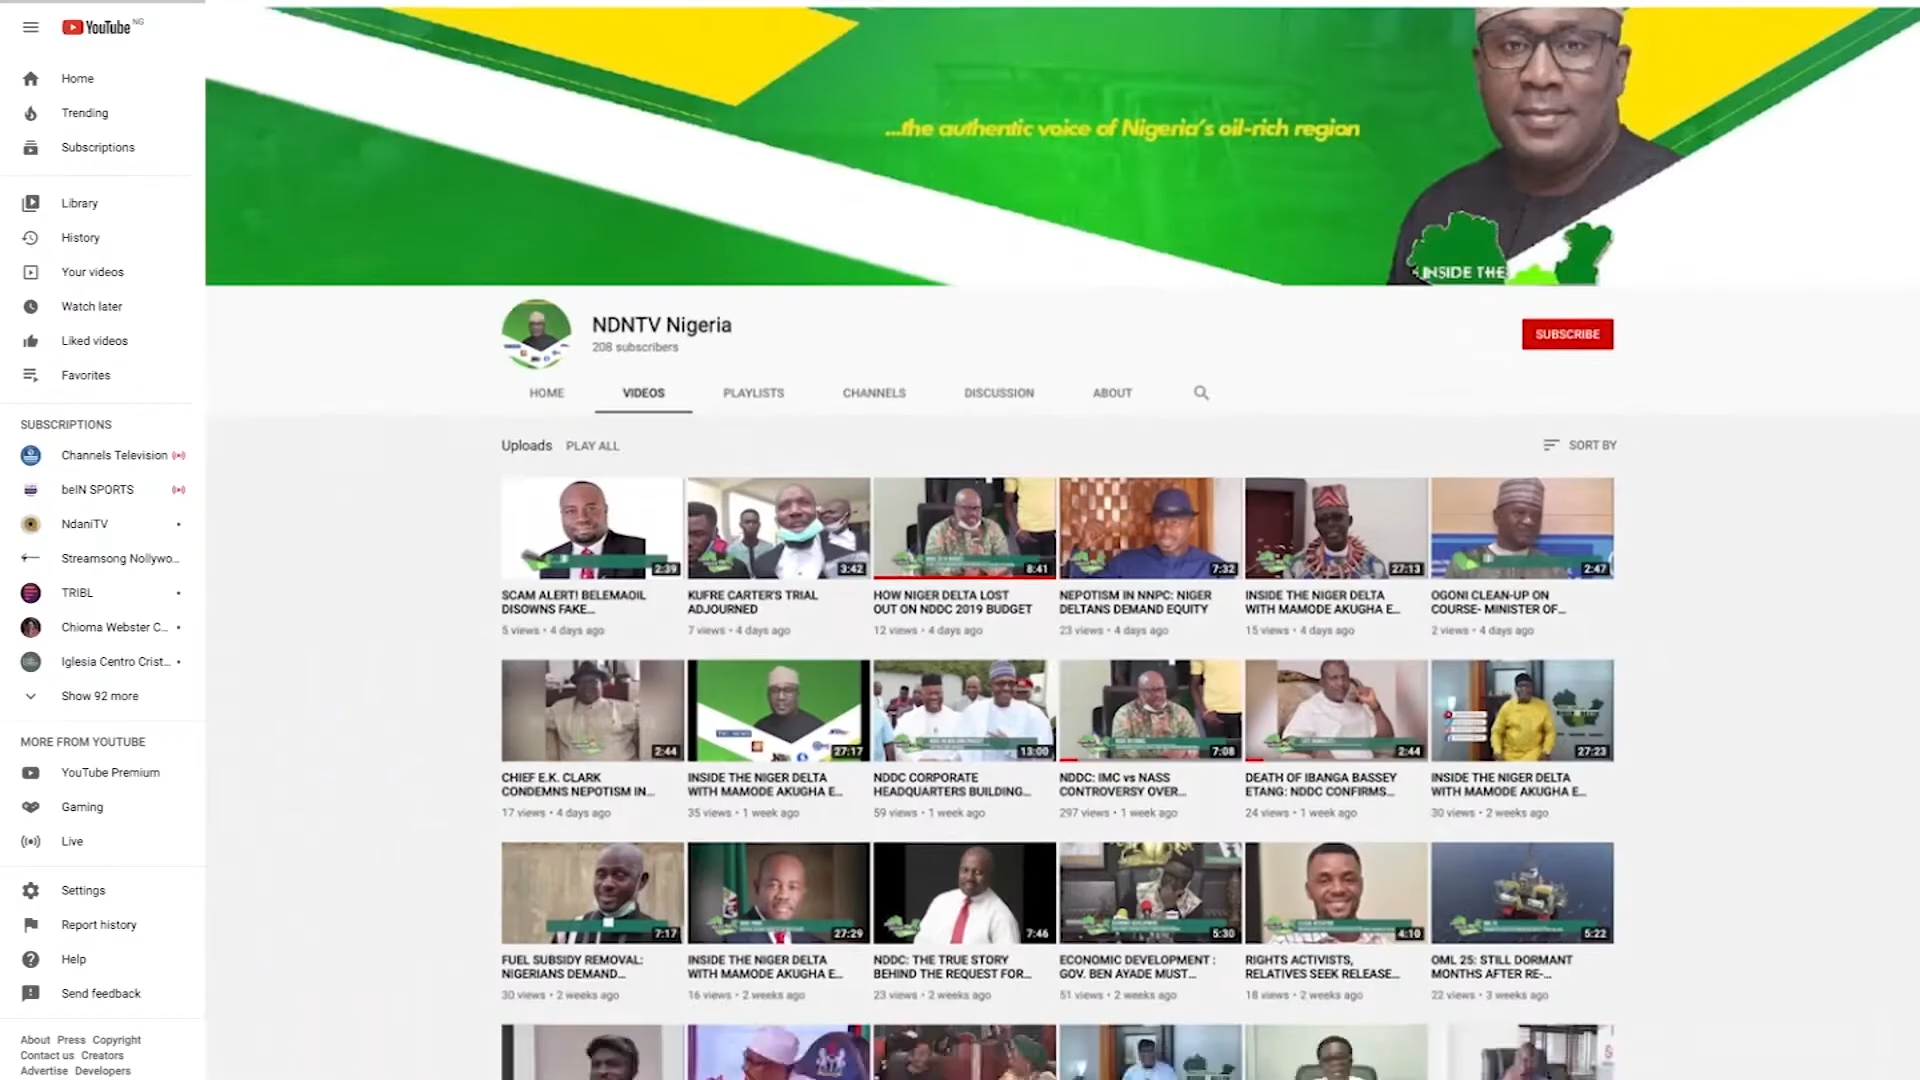 YouTube NG
Home
Trending
Subscriptions
Library
History
Your videos
Watch later
Liked videos
Favorites
SUBSCRIPTIONS
Channels Television
beIN SPORTS
NdaniTV
Streamsong Nollywo...
TRIBL
Chioma Webster C...
Iglesia Centro Crist...
Show 92 more
MORE FROM YOUTUBE
YouTube Premium
Gaming
Live
Settings
Report history
Help
Send feedback
About Press Copyright
Contact us Creators
Advertise Developers
...the authentic voice of Nigeria's oil-rich region
INSIDE THE
NDNTV Nigeria
208 subscribers
SUBSCRIBE
HOME VIDEOS PLAYLISTS CHANNELS DISCUSSION ABOUT
Uploads PLAY ALL
SORT BY
2:39
SCAM ALERT! BELEMAOIL
DISOWNS FAKE...
5 views • 4 days ago
3:42
KUFRE CARTER'S TRIAL
ADJOURNED
7 views • 4 days ago
8:41
HOW NIGER DELTA LOST
OUT ON NDDC 2019 BUDGET
12 views • 4 days ago
7:32
NEPOTISM IN NNPC: NIGER
DELTANS DEMAND EQUITY
23 views • 4 days ago
27:13
INSIDE THE NIGER DELTA
WITH MAMODE AKUGHA E...
15 views • 4 days ago
2:47
OGONI CLEAN-UP ON
COURSE- MINISTER OF...
2 views • 4 days ago
2:44
CHIEF E.K. CLARK
CONDEMNS NEPOTISM IN...
17 views • 4 days ago
27:17
INSIDE THE NIGER DELTA
WITH MAMODE AKUGHA E...
35 views • 1 week ago
13:00
NDDC CORPORATE
HEADQUARTERS BUILDING...
59 views • 1 week ago
7:08
NDDC: IMC vs NASS
CONTROVERSY OVER...
297 views • 1 week ago
2:44
DEATH OF IBANGA BASSEY
ETANG: NDDC CONFIRMS...
24 views • 1 week ago
27:23
INSIDE THE NIGER DELTA
WITH MAMODE AKUGHA E...
30 views • 2 weeks ago
7:17
FUEL SUBSIDY REMOVAL:
NIGERIANS DEMAND...
30 views • 2 weeks ago
27:29
INSIDE THE NIGER DELTA
WITH MAMODE AKUGHA E...
16 views • 2 weeks ago
7:46
NDDC: THE TRUE STORY
BEHIND THE REQUEST FOR...
23 views • 2 weeks ago
5:30
ECONOMIC DEVELOPMENT :
GOV. BEN AYADE MUST...
51 views • 2 weeks ago
4:10
RIGHTS ACTIVISTS,
RELATIVES SEEK RELEASE...
18 views • 2 weeks ago
5:22
OML 25: STILL DORMANT
MONTHS AFTER RE-...
22 views • 3 weeks ago